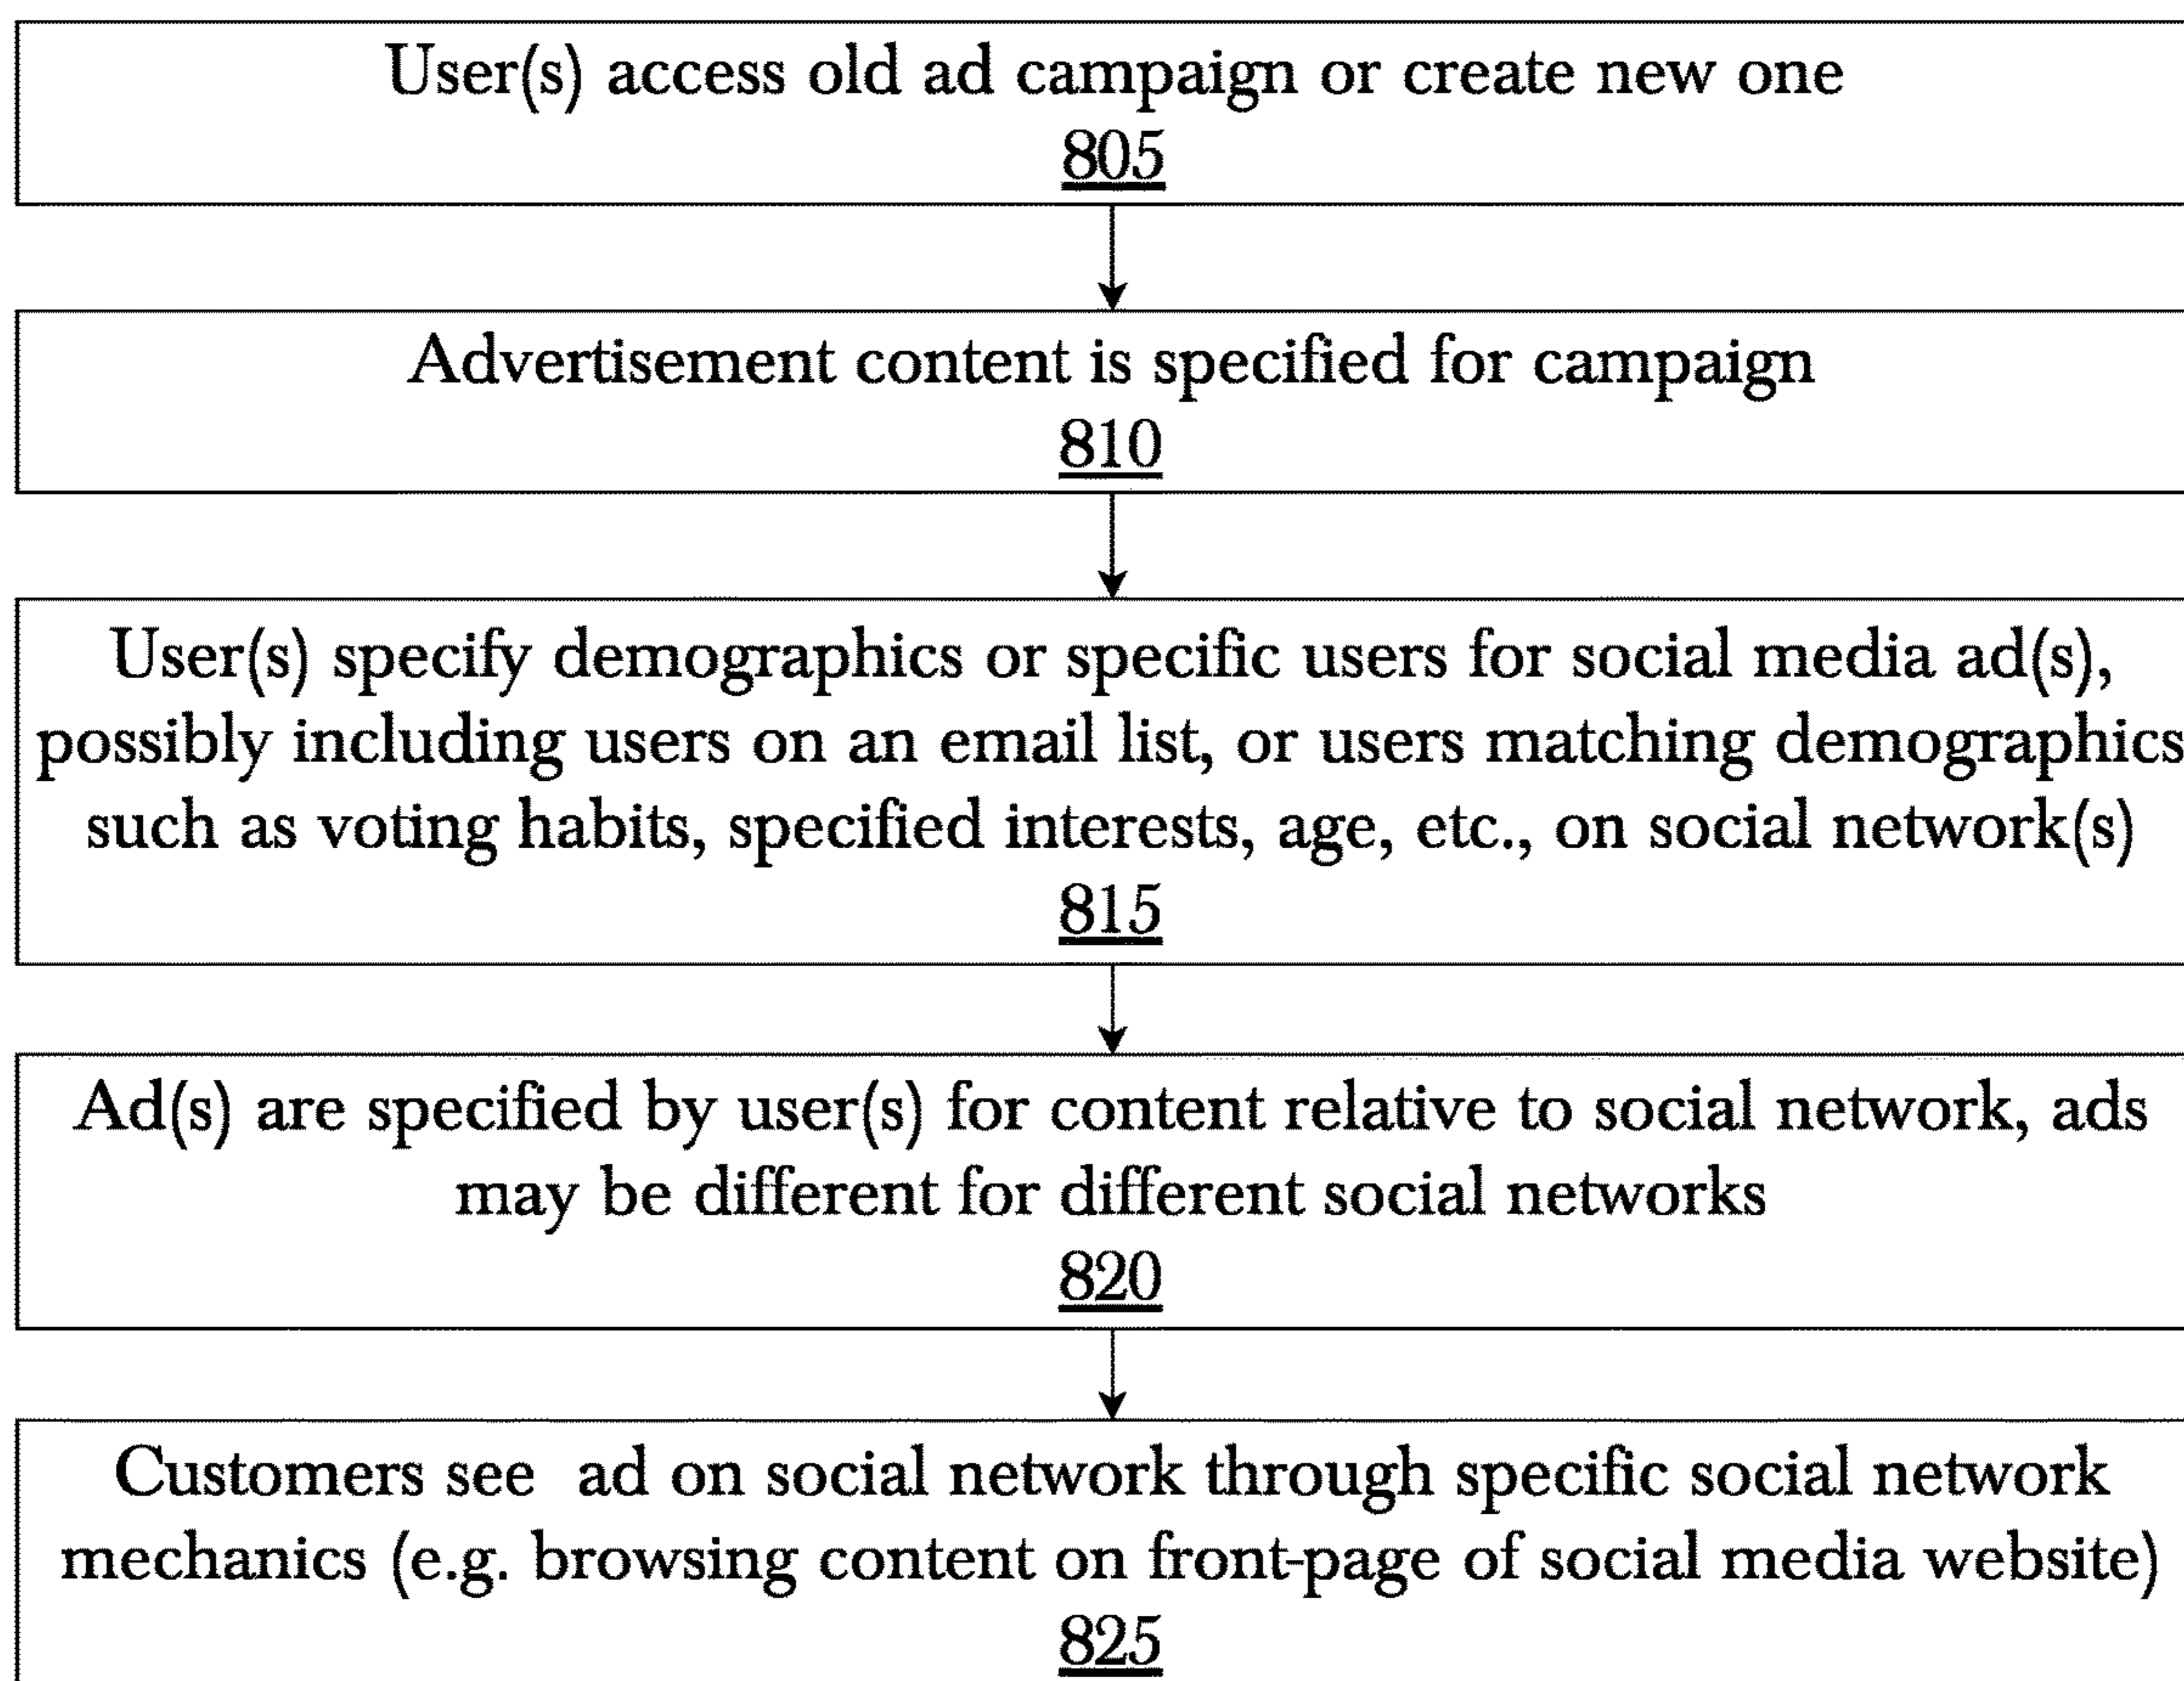 User(s) access old ad campaign or create new one
805
Advertisement content is specified for campaign
810
User(s) specify demographics or specific users for social media ad(s),
possibly including users on an email list, or users matching demographics
such as voting habits, specified interests, age, etc., on social network(s)
815
Ad(s) are specified by user(s) for content relative to social network, ads
may be different for different social networks
820
Customers see ad on social network through specific social network
mechanics (e.g. browsing content on front-page of social media website)
825